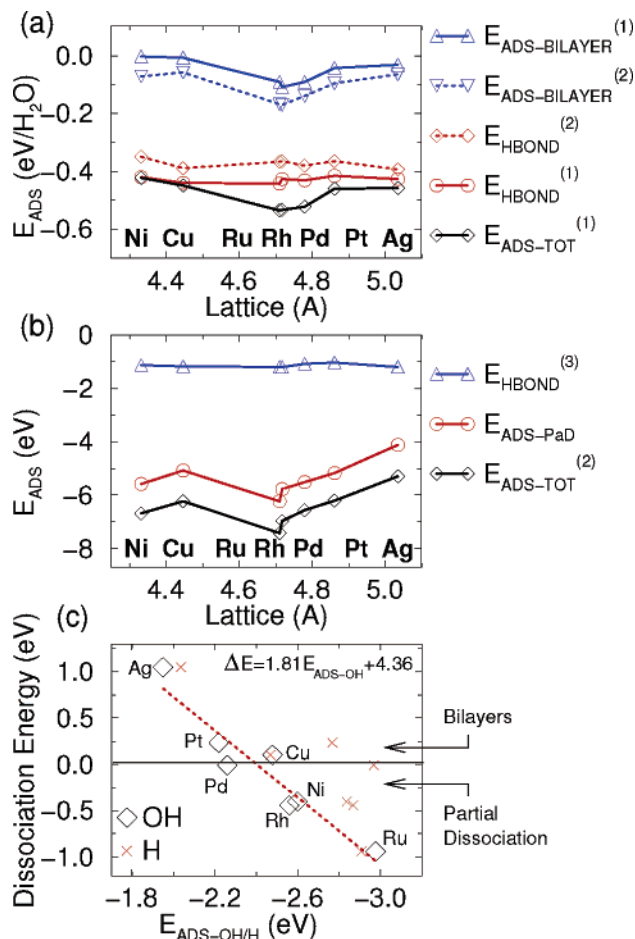 (a)
0.0
−0.2
−0.4
−0.6
E_ADS (eV/H₂O)
Ni Cu Ru Rh Pd Pt Ag
4.4 4.6 4.8 5.0
Lattice (A)
E_ADS−BILAYER^(1)
E_ADS−BILAYER^(2)
E_HBOND^(2)
E_HBOND^(1)
E_ADS−TOT^(1)
(b)
0
−2
−4
−6
−8
E_ADS (eV)
Ni Cu Ru Rh Pd Pt Ag
4.4 4.6 4.8 5.0
Lattice (A)
E_HBOND^(3)
E_ADS−PaD
E_ADS−TOT^(2)
(c)
Dissociation Energy (eV)
1.0
0.5
0.0
−0.5
−1.0
ΔE=1.81E_ADS−OH+4.36
Ag
Pt
Cu
Pd
Ni
Rh
Ru
OH
H
Bilayers
Partial
Dissociation
−1.8 −2.2 −2.6 −3.0
E_ADS−OH/H (eV)